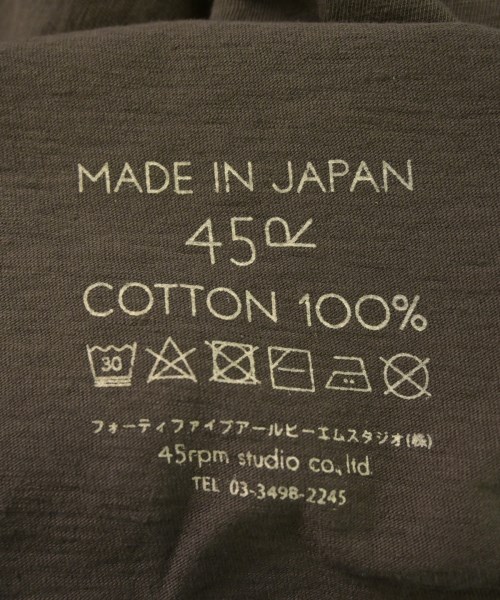 MADE IN JAPAN
45R
COTTON 100%
30
フォーティファイブアールピーエムスタジオ(株)
45rpm studio co.,ltd.
TEL 03-3498-2245